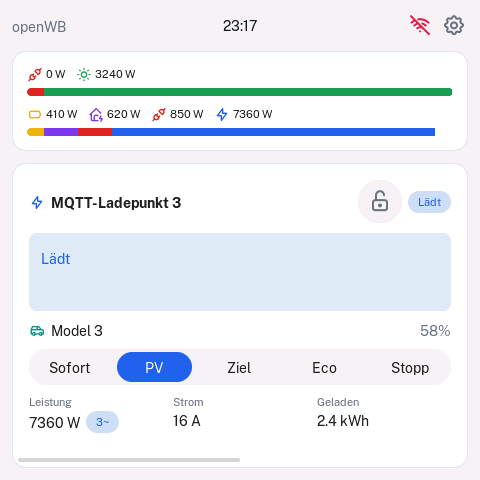 openWB 23:17
0 W 3240 W
410 W 620 W 850 W 7360 W
MQTT-Ladepunkt 3 Lädt
Lädt
Model 3 58%
Sofort PV Ziel Eco Stopp
Leistung Strom Geladen
7360 W 3~ 16 A 2.4 kWh